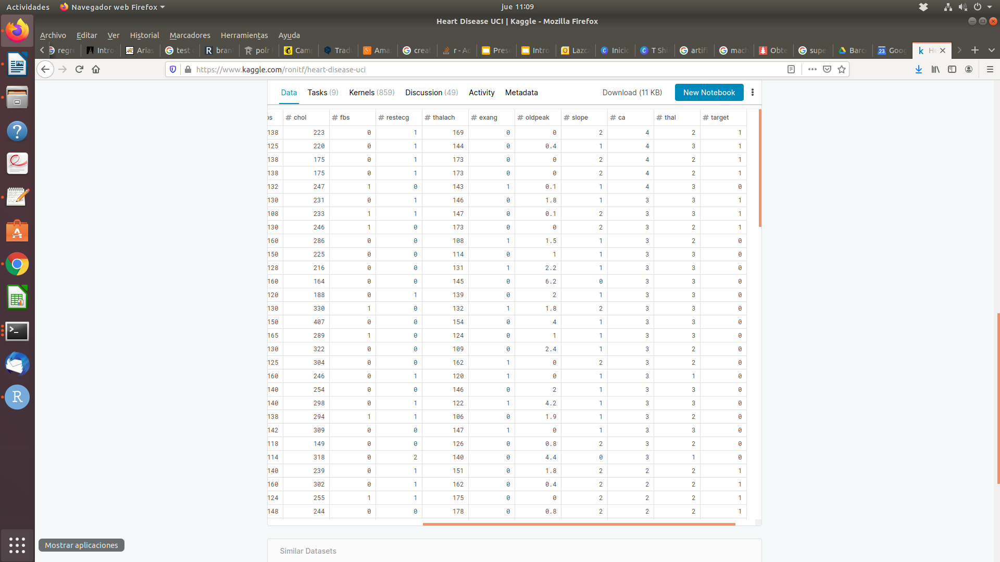 Actividades Navegador web Firefox jue 11:09
Heart Disease UCI | Kaggle - Mozilla Firefox
Archivo Editar Ver Historial Marcadores Herramientas Ayuda
regre Intro Arias test bran polr Camp Trad Ama creat r - Ad Pres Intro Lazca Inicio T Shi artifi mach Obte supe Barce Goog
https://www.kaggle.com/ronitf/heart-disease-uci
Data Tasks (9) Kernels (859) Discussion (49) Activity Metadata Download (11 KB) New Notebook
# chol # fbs # restecg # thalach # exang # oldpeak # slope # ca # thal # target
138 223 0 1 169 0 0 2 4 2 1
125 220 0 1 144 0 0.4 1 4 3 1
138 175 0 1 173 0 0 2 4 2 1
138 175 0 1 173 0 0 2 4 2 1
132 247 1 0 143 1 0.1 1 4 3 0
130 231 0 1 146 0 1.8 1 3 3 1
108 233 1 1 147 0 0.1 2 3 3 1
130 246 1 0 173 0 0 2 3 2 1
160 286 0 0 108 1 1.5 1 3 2 0
150 225 0 0 114 0 1 1 3 3 0
128 216 0 0 131 1 2.2 1 3 3 0
160 164 0 0 145 0 6.2 0 3 3 0
120 188 0 1 139 0 2 1 3 3 0
130 330 1 0 132 1 1.8 2 3 3 0
150 407 0 0 154 0 4 1 3 3 0
165 289 1 0 124 0 1 1 3 3 0
130 322 0 0 109 0 2.4 1 3 2 0
125 304 0 0 162 1 0 2 3 2 0
160 246 0 1 120 1 0 1 3 1 0
140 254 0 0 146 0 2 1 3 3 0
140 298 0 1 122 1 4.2 1 3 3 0
138 294 1 1 106 0 1.9 1 3 2 0
142 309 0 0 147 1 0 1 3 3 0
118 149 0 0 126 0 0.8 2 3 2 0
114 318 0 2 140 0 4.4 0 3 1 0
140 239 0 1 151 0 1.8 2 2 2 1
160 302 0 1 162 0 0.4 2 2 2 1
124 255 1 1 175 0 0 2 2 2 1
148 244 0 0 178 0 0.8 2 2 2 1
Mostrar aplicaciones
Similar Datasets